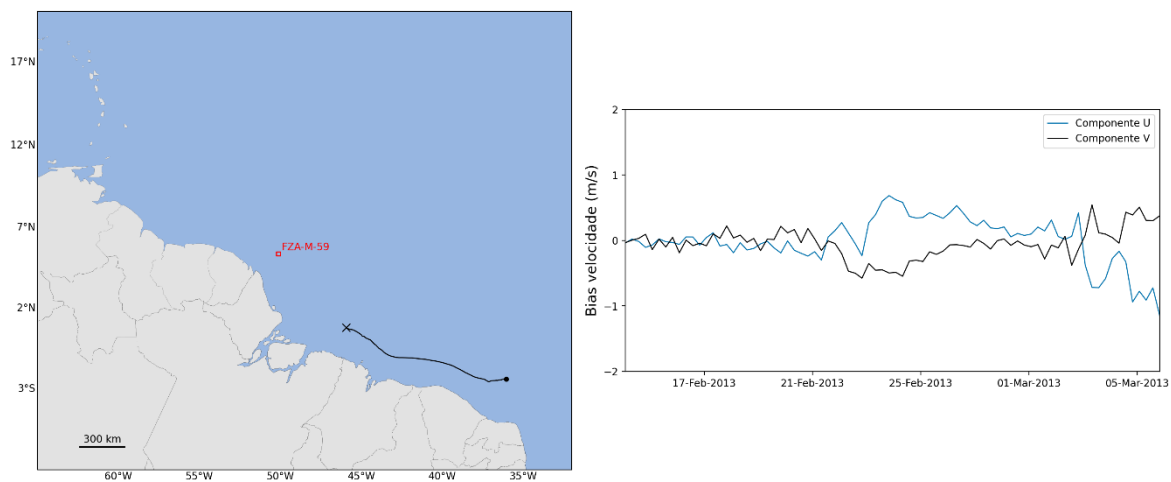 17°N
12°N
7°N
2°N
3°S
FZA-M-59
300 km
60°W 55°W 50°W 45°W 40°W 35°W
Componente U
Componente V
Bias velocidade (m/s)
2
1
0
−1
−2
17-Feb-2013 21-Feb-2013 25-Feb-2013 01-Mar-2013 05-Mar-2013